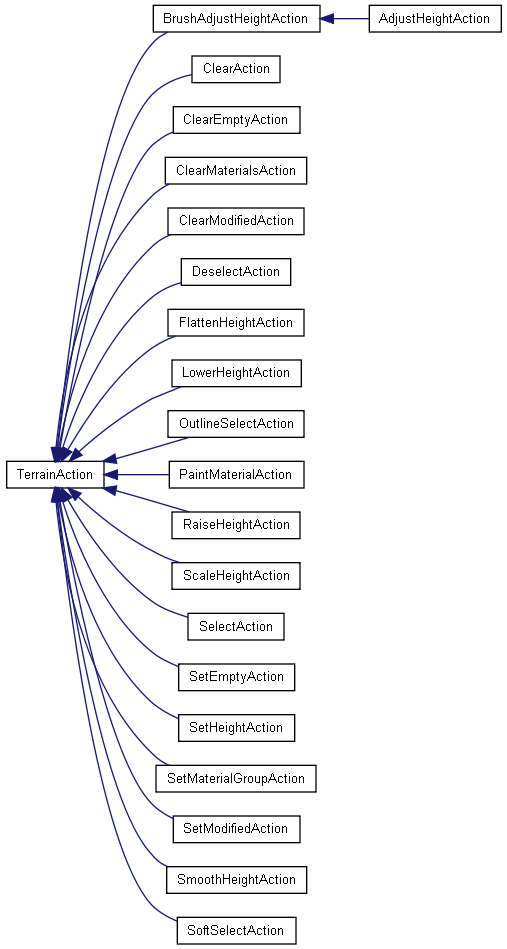 BrushAdjustHeightAction
AdjustHeightAction
ClearAction
ClearEmptyAction
ClearMaterialsAction
ClearModifiedAction
DeselectAction
FlattenHeightAction
LowerHeightAction
OutlineSelectAction
TerrainAction
PaintMaterialAction
RaiseHeightAction
ScaleHeightAction
SelectAction
SetEmptyAction
SetHeightAction
SetMaterialGroupAction
SetModifiedAction
SmoothHeightAction
SoftSelectAction